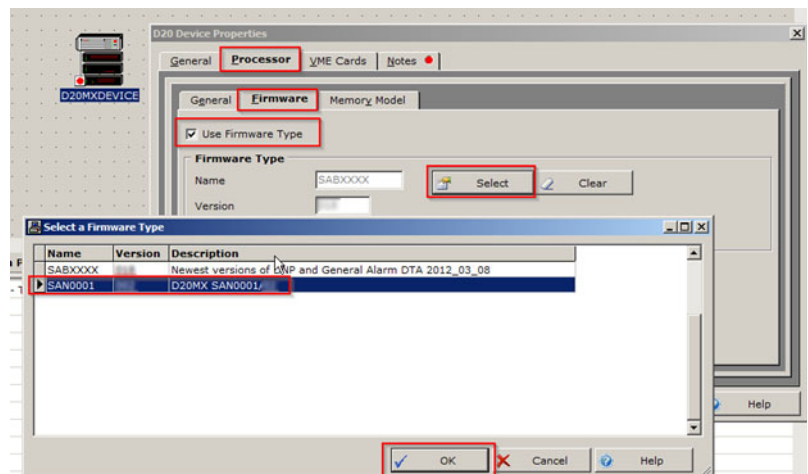 D20 Device Properties
General Processor VME Cards Notes
D20MXDEVICE
General Firmware Memory Model
Use Firmware Type
Firmware Type
Name SABXXXX Select Clear
Version
Select a Firmware Type
Name Version Description
SABXXXX Newest versions of DNP and General Alarm DTA 2012_03_08
SAN0001 D20MX SAN0001/
Help
OK Cancel Help